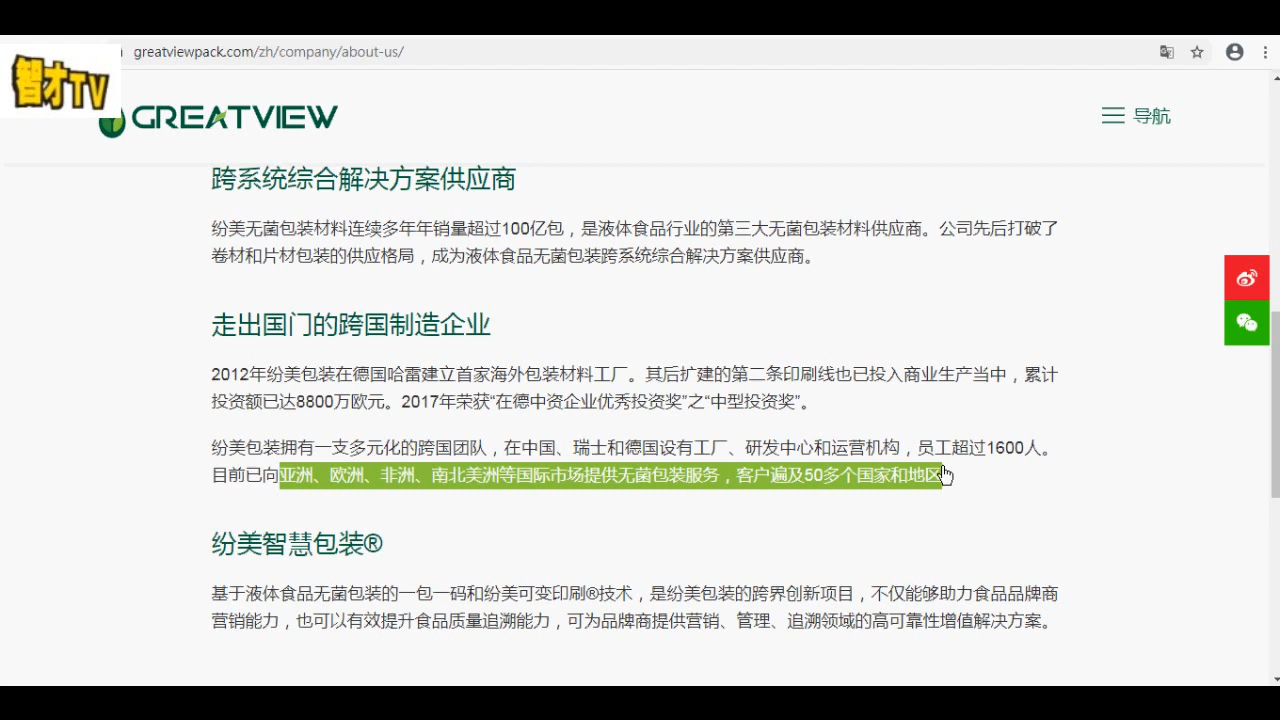 greatviewpack.com/zh/company/about-us/
智才TV
GREATVIEW
导航
跨系统综合解决方案供应商
纷美无菌包装材料连续多年年销量超过100亿包，是液体食品行业的第三大无菌包装材料供应商。公司先后打破了
卷材和片材包装的供应格局，成为液体食品无菌包装跨系统综合解决方案供应商。
走出国门的跨国制造企业
2012年纷美包装在德国哈雷建立首家海外包装材料工厂。其后扩建的第二条印刷线也已投入商业生产当中，累计
投资额已达8800万欧元。2017年荣获“在德中资企业优秀投资奖”之“中型投资奖”。
纷美包装拥有一支多元化的跨国团队，在中国、瑞士和德国设有工厂、研发中心和运营机构，员工超过1600人。
目前已向亚洲、欧洲、非洲、南北美洲等国际市场提供无菌包装服务，客户遍及50多个国家和地区
纷美智慧包装®
基于液体食品无菌包装的一包一码和纷美可变印刷®技术，是纷美包装的跨界创新项目，不仅能够助力食品品牌商
营销能力，也可以有效提升食品质量追溯能力，可为品牌商提供营销、管理、追溯领域的高可靠性增值解决方案。